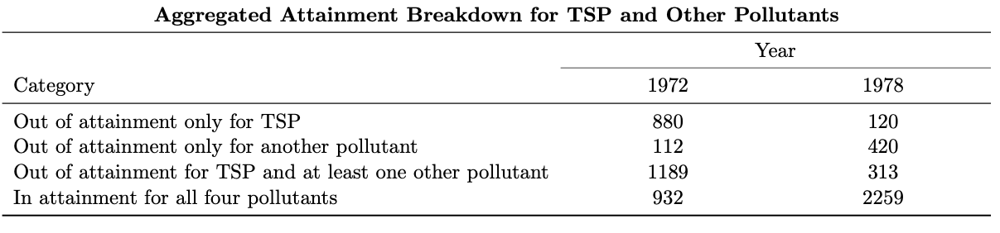 Aggregated Attainment Breakdown for TSP and Other Pollutants
Year
Category 1972 1978
Out of attainment only for TSP 880 120
Out of attainment only for another pollutant 112 420
Out of attainment for TSP and at least one other pollutant 1189 313
In attainment for all four pollutants 932 2259